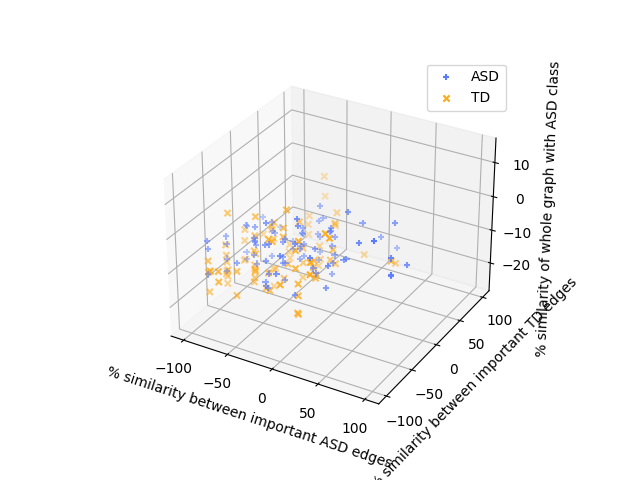 ASD
TD
10
0
−10
−20
% similarity of whole graph with ASD class
100
50
0
−50
−100
% similarity between important TD edges
−100
−50
0
50
100
% similarity between important ASD edges